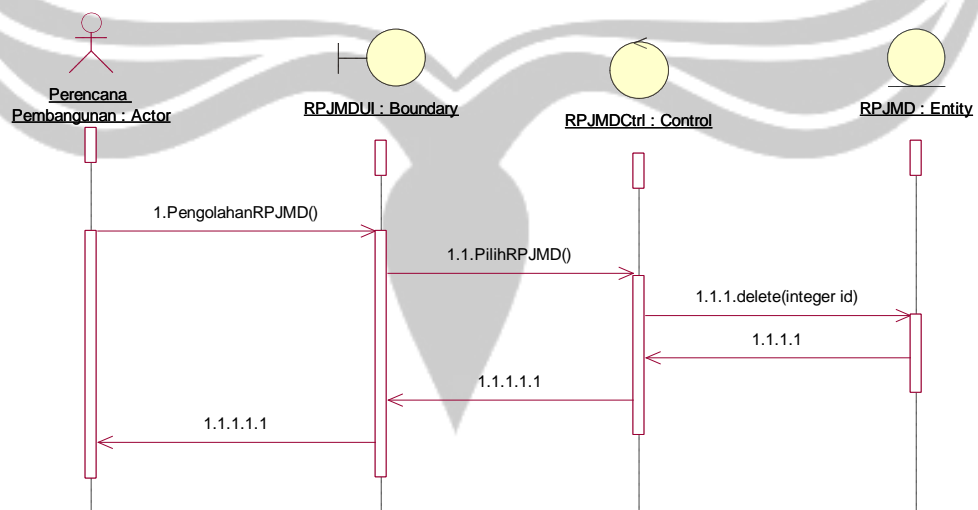 Perencana
Pembangunan : Actor
RPJMDUI : Boundary
RPJMDCtrl : Control
RPJMD : Entity
1.PengolahanRPJMD()
1.1.PilihRPJMD()
1.1.1.delete(integer id)
1.1.1.1
1.1.1.1.1
1.1.1.1.1